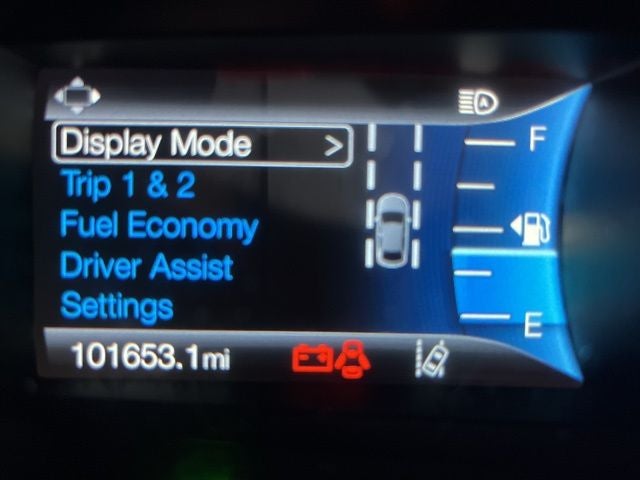 A
Display Mode >
F
Trip 1 & 2
Fuel Economy
Driver Assist
Settings
E
101653.1mi